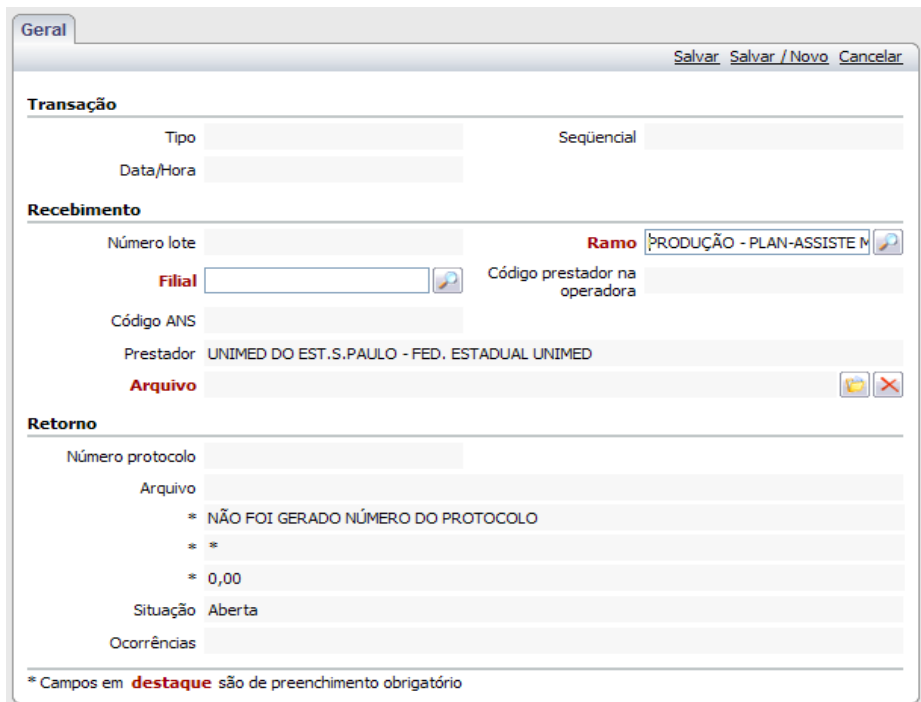 Geral
Salvar Salvar / Novo Cancelar
Transação
Tipo Seqüencial
Data/Hora
Recebimento
Número lote Ramo PRODUÇÃO - PLAN-ASSISTE M
Filial Código prestador na operadora
Código ANS
Prestador UNIMED DO EST.S.PAULO - FED. ESTADUAL UNIMED
Arquivo
Retorno
Número protocolo
Arquivo
* NÃO FOI GERADO NÚMERO DO PROTOCOLO
* *
* 0,00
Situação Aberta
Ocorrências
* Campos em destaque são de preenchimento obrigatório